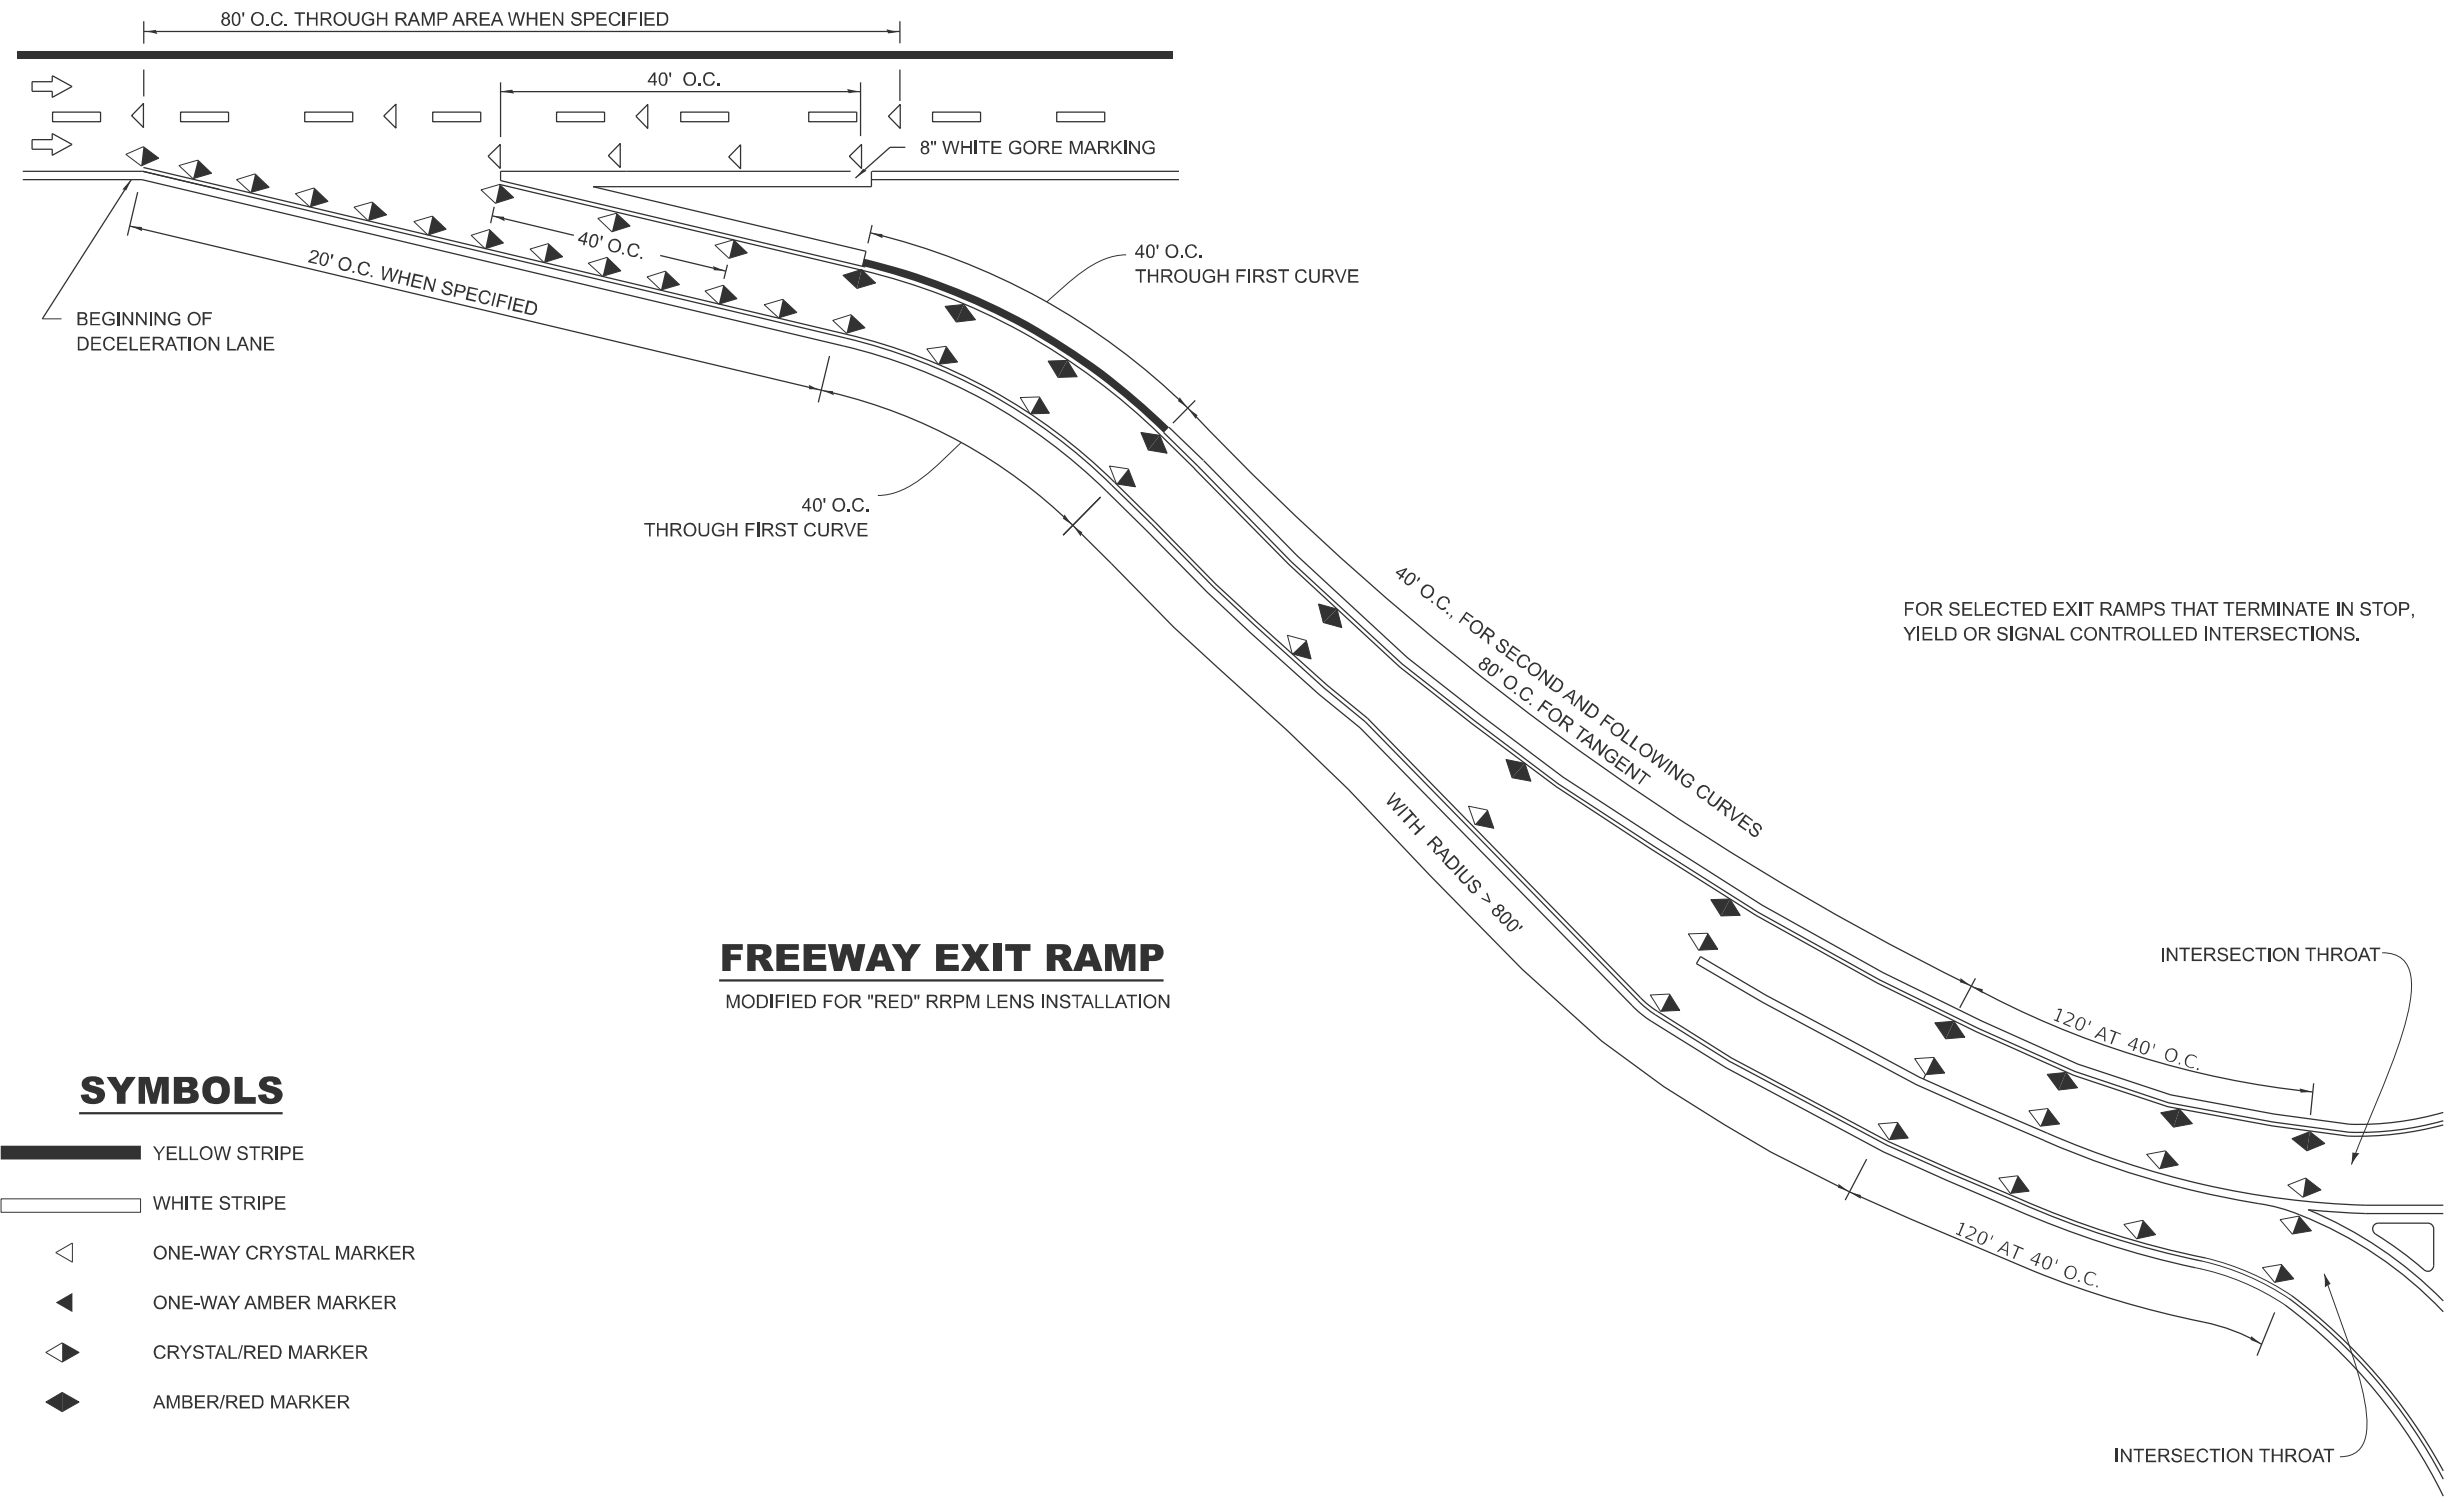 80' O.C. THROUGH RAMP AREA WHEN SPECIFIED
40' O.C.
8" WHITE GORE MARKING
40' O.C.
20' O.C. WHEN SPECIFIED
40' O.C.
THROUGH FIRST CURVE
BEGINNING OF
DECELERATION LANE
40' O.C.
THROUGH FIRST CURVE
40' O.C., FOR SECOND AND FOLLOWING CURVES
80' O.C. FOR TANGENT
FOR SELECTED EXIT RAMPS THAT TERMINATE IN STOP,
YIELD OR SIGNAL CONTROLLED INTERSECTIONS.
WITH RADIUS > 800'
FREEWAY EXIT RAMP
MODIFIED FOR "RED" RRPM LENS INSTALLATION
INTERSECTION THROAT
120' AT 40' O.C.
120' AT 40' O.C.
INTERSECTION THROAT
SYMBOLS
YELLOW STRIPE
WHITE STRIPE
ONE-WAY CRYSTAL MARKER
ONE-WAY AMBER MARKER
CRYSTAL/RED MARKER
AMBER/RED MARKER